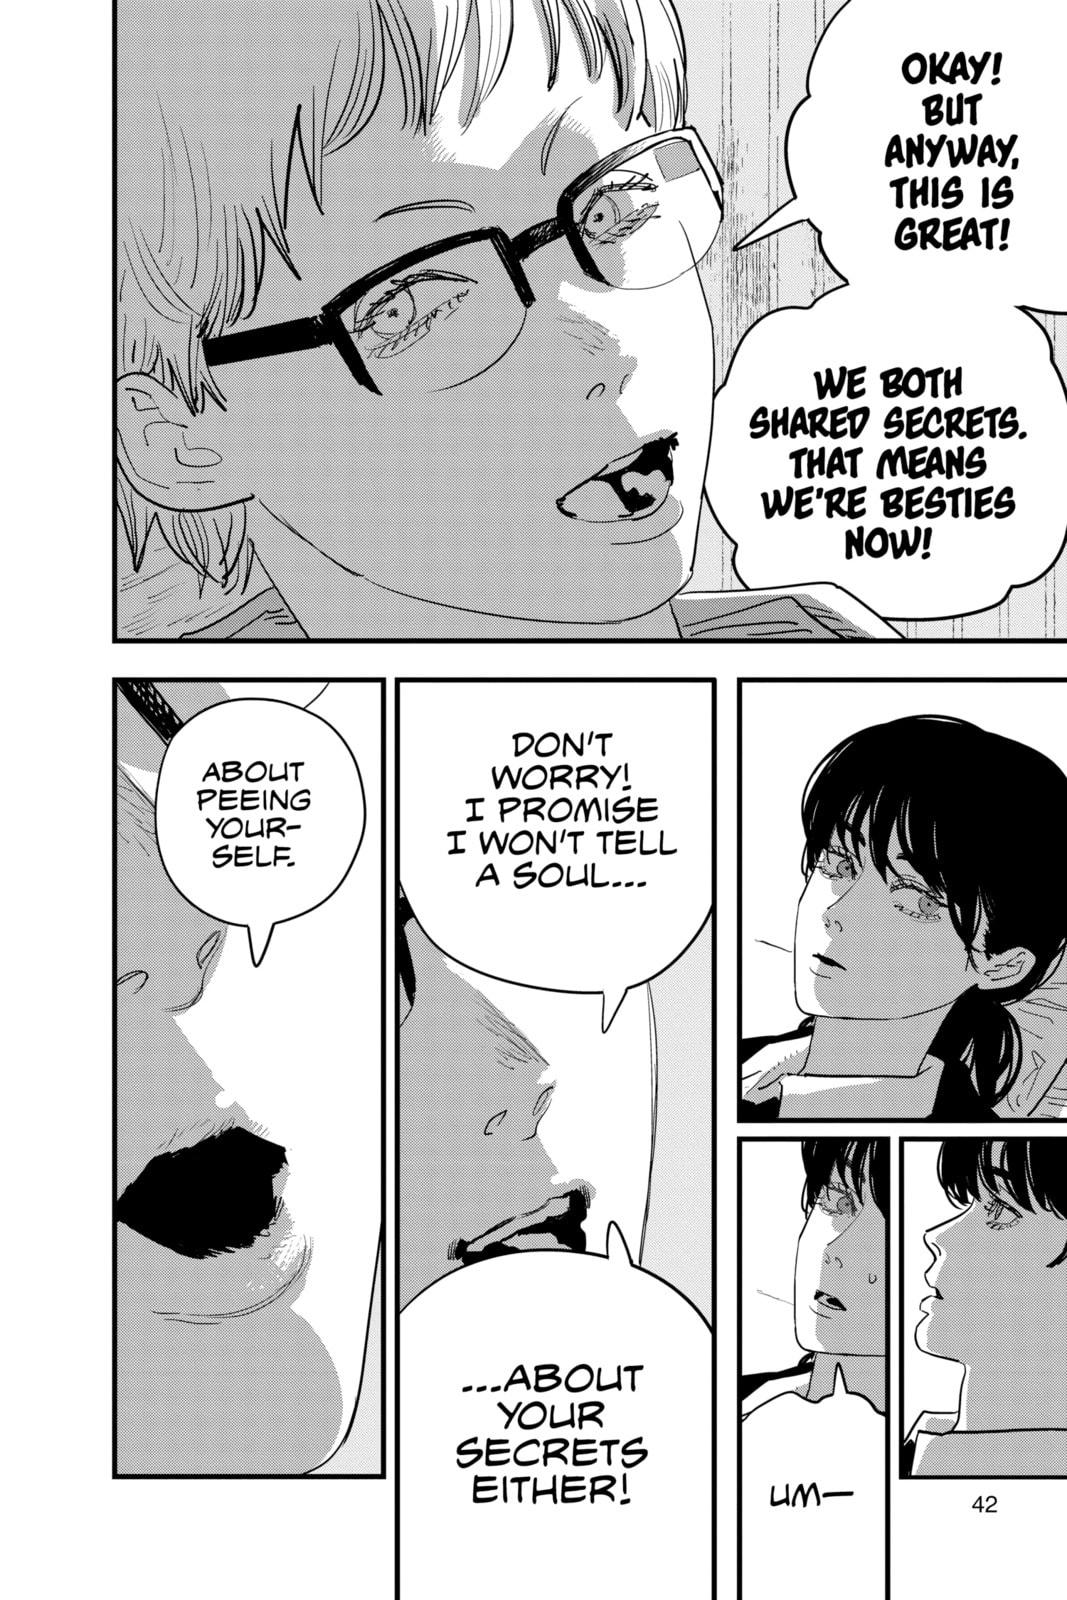 OKAY!
BUT
ANYWAY,
THIS IS
GREAT!
WE BOTH
SHARED SECRETS.
THAT MEANS
WE'RE BESTIES
NOW!
UM—
DON'T
WORRY!
I PROMISE
I WON'T TELL
A SOUL...
...ABOUT
YOUR
SECRETS
EITHER!
ABOUT
PEEING
YOUR-
SELF.
42